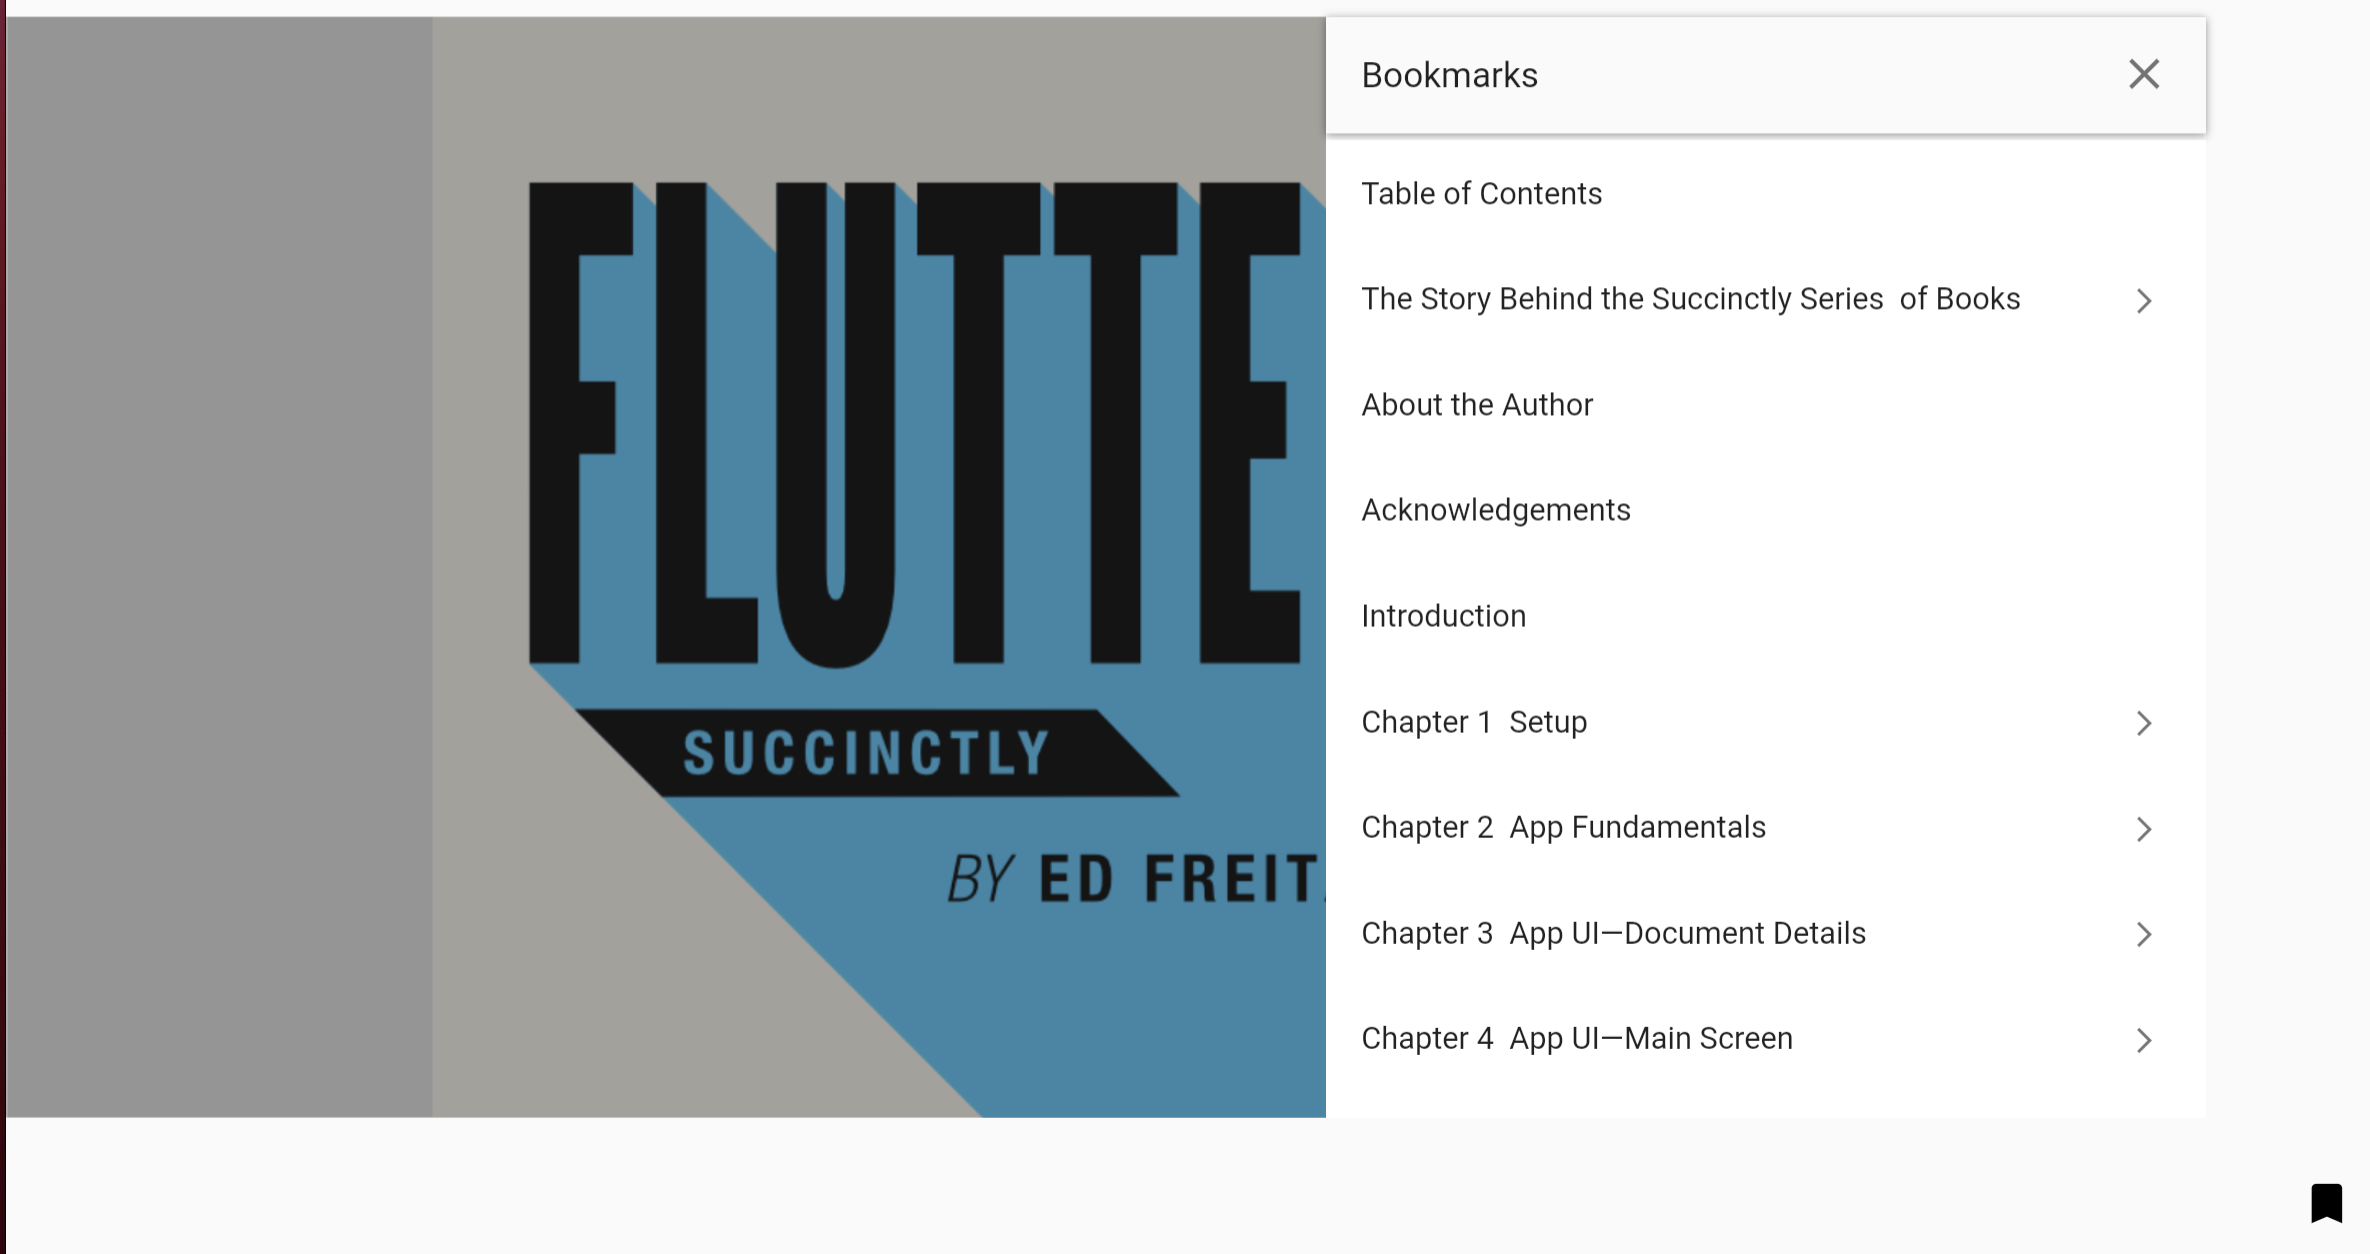 FLUTTE
SUCCINCTLY
BY ED FREIT
Bookmarks
Table of Contents
The Story Behind the Succinctly Series  of Books
About the Author
Acknowledgements
Introduction
Chapter 1  Setup
Chapter 2  App Fundamentals
Chapter 3  App UI—Document Details
Chapter 4  App UI—Main Screen